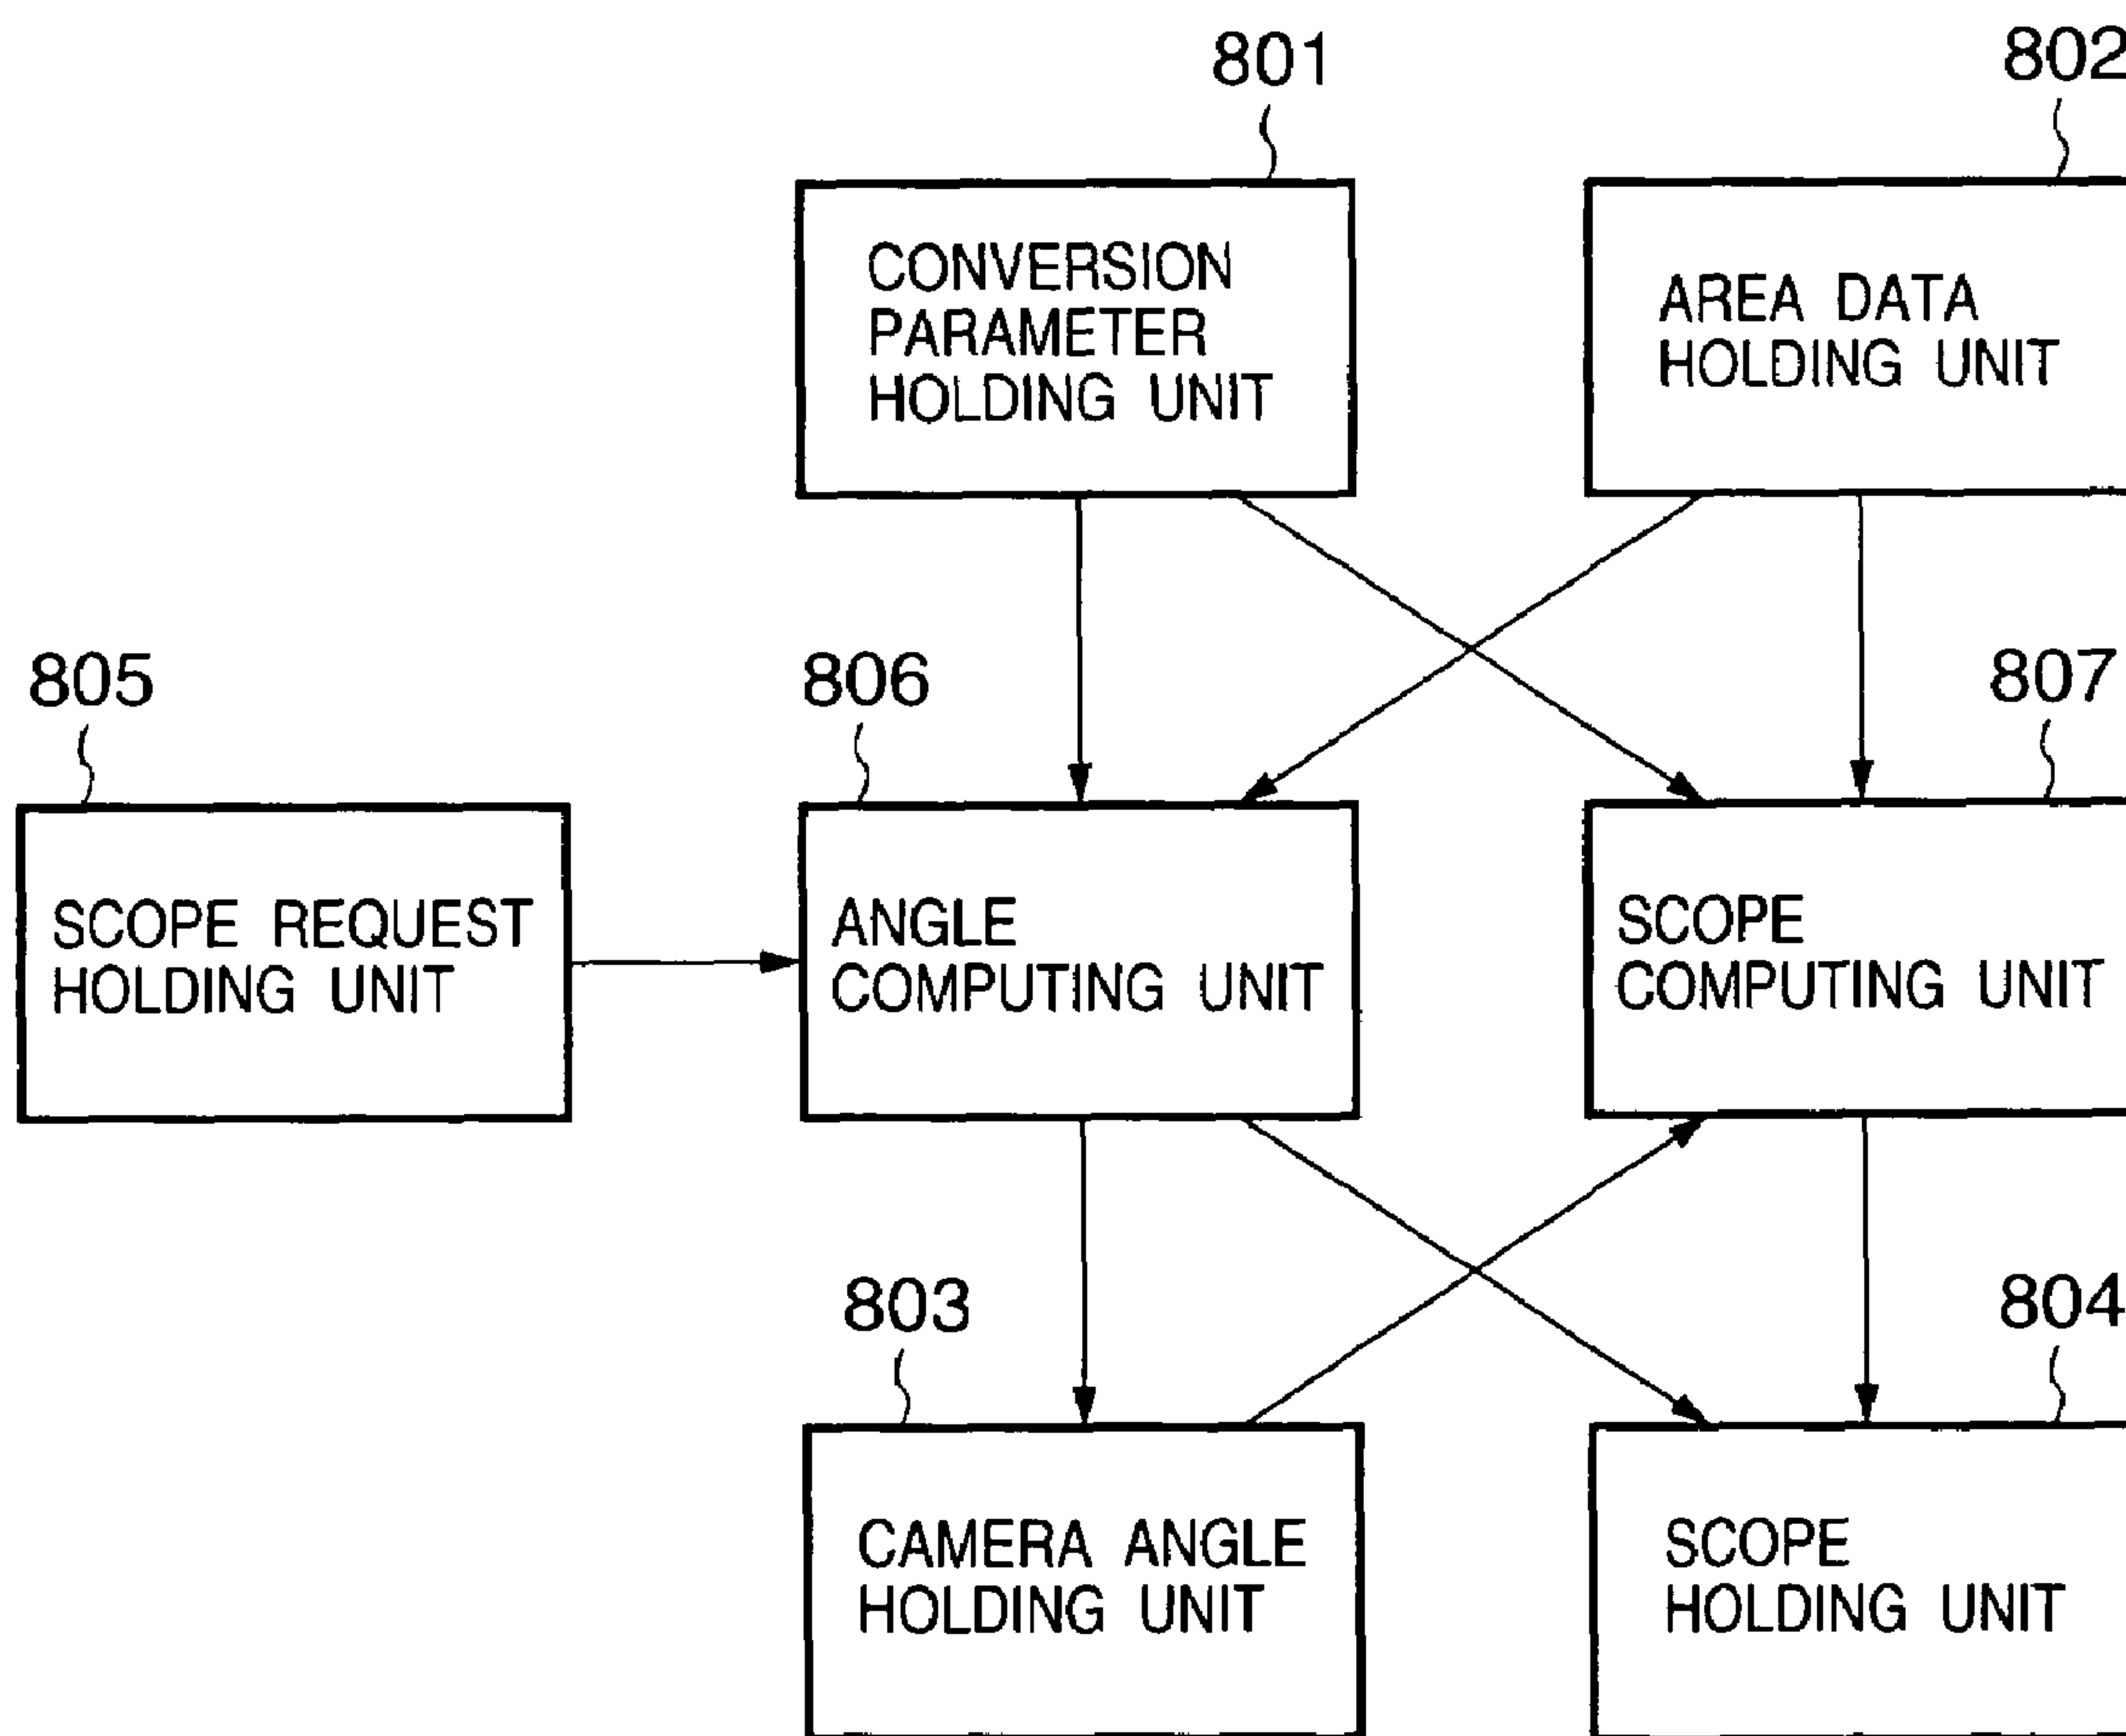 801
802
CONVERSION
PARAMETER
HOLDING UNIT
AREA DATA
HOLDING UNIT
805
806
807
SCOPE REQUEST
HOLDING UNIT
ANGLE
COMPUTING UNIT
SCOPE
COMPUTING UNIT
803
804
CAMERA ANGLE
HOLDING UNIT
SCOPE
HOLDING UNIT